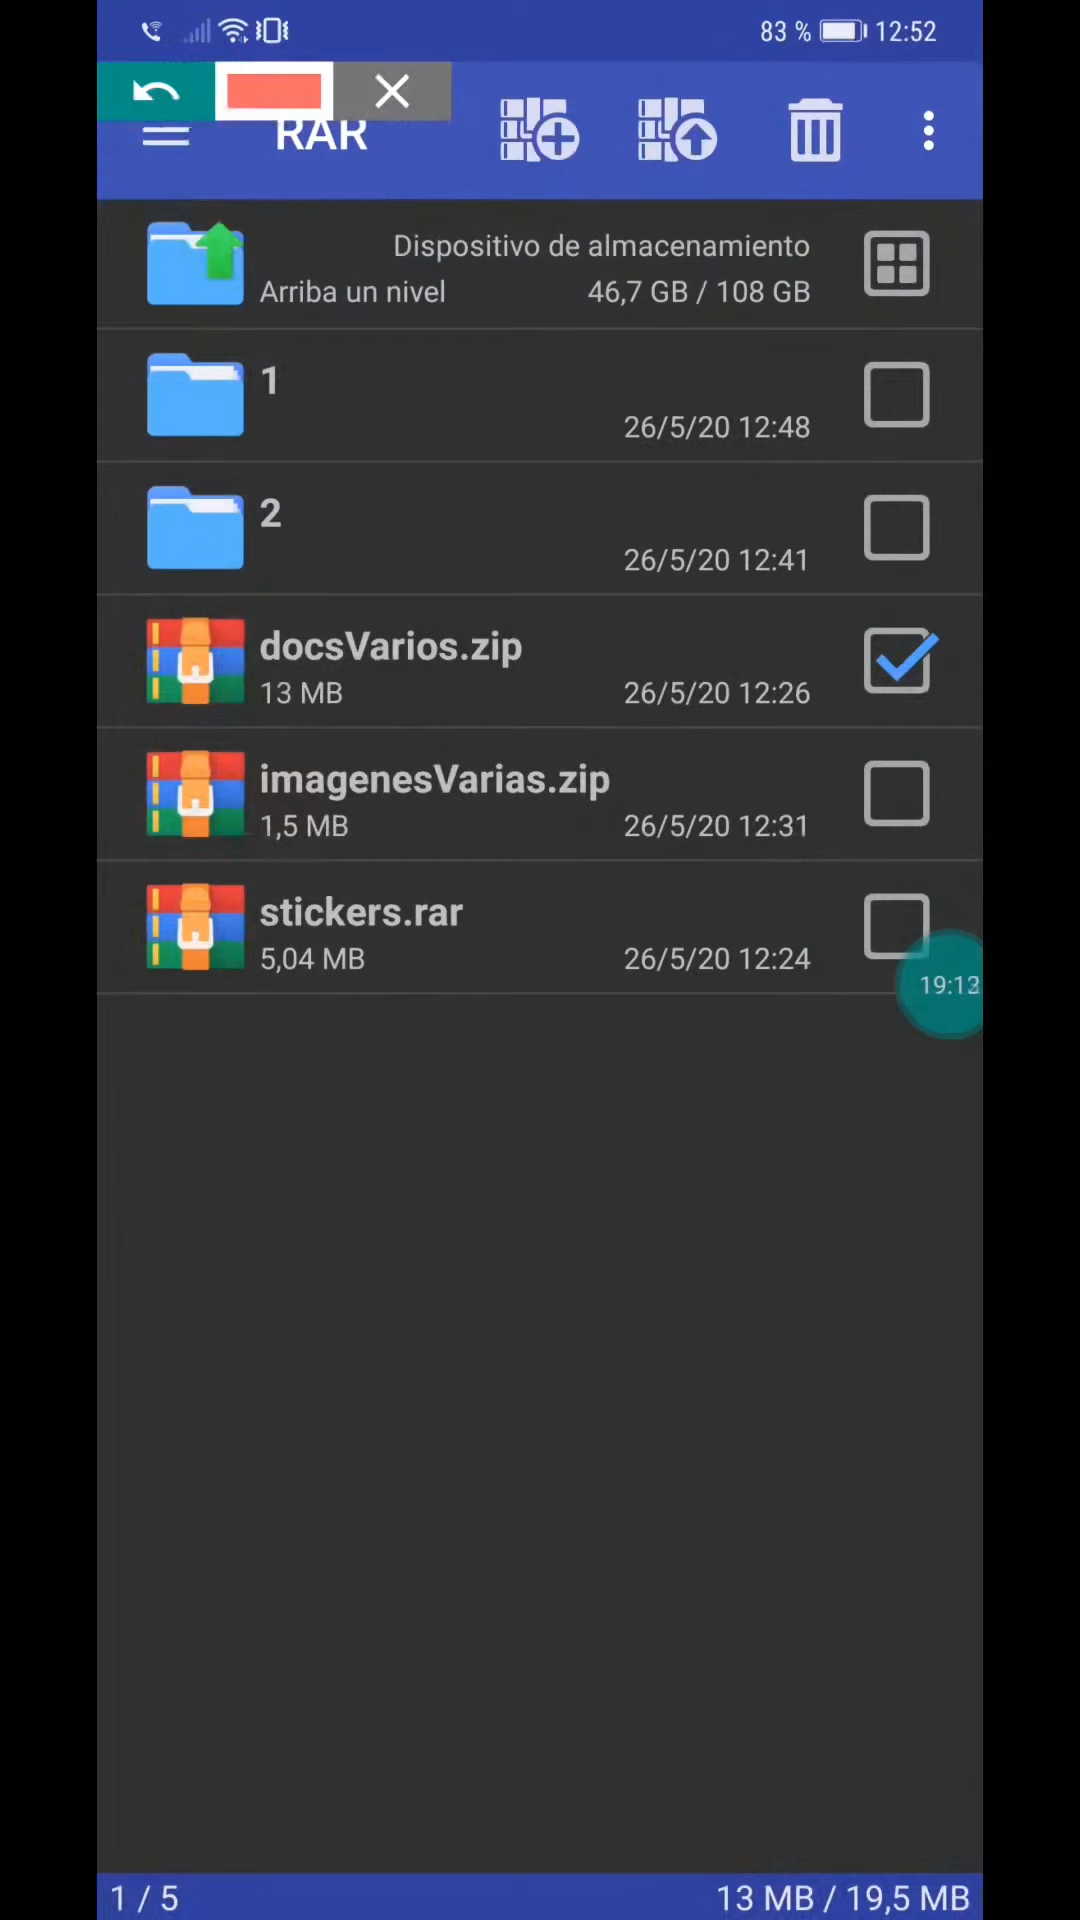 83 % 12:52
RAR
Dispositivo de almacenamiento
Arriba un nivel 46,7 GB / 108 GB
1
26/5/20 12:48
2
26/5/20 12:41
docsVarios.zip
13 MB 26/5/20 12:26
imagenesVarias.zip
1,5 MB 26/5/20 12:31
stickers.rar
5,04 MB 26/5/20 12:24
1 / 5 13 MB / 19,5 MB